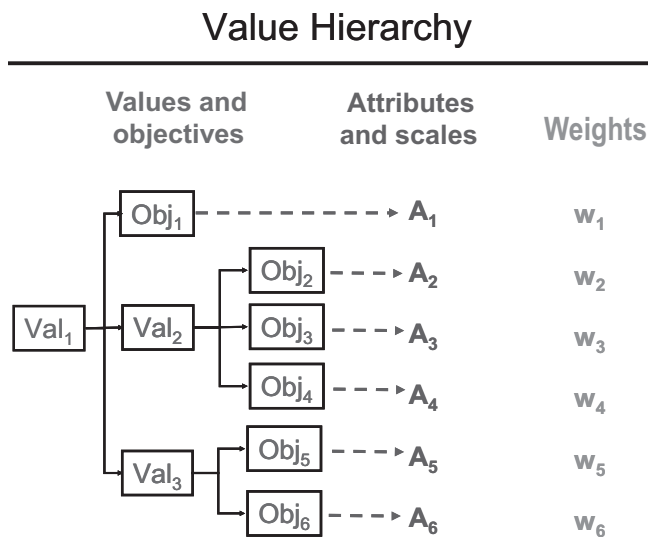 Value Hierarchy
Values and objectives
Attributes and scales
Weights
Obj₁ A₁ w₁
Obj₂ A₂ w₂
Val₁ Val₂ Obj₃ A₃ w₃
Obj₄ A₄ w₄
Val₃ Obj₅ A₅ w₅
Obj₆ A₆ w₆